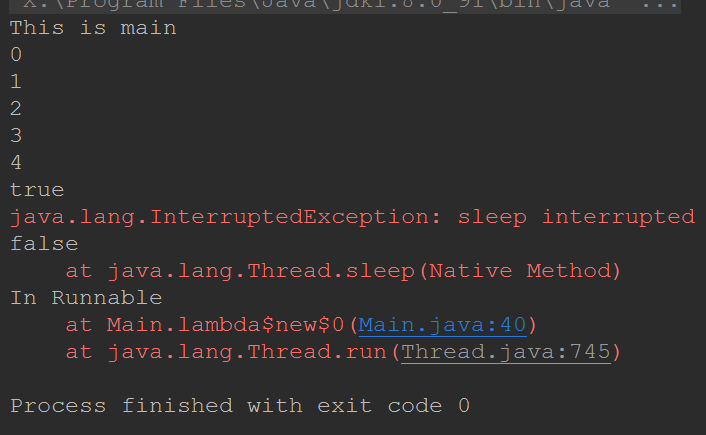 X:\Program Files\Java\jdk1.8.0_91\bin\java" ...
This is main
0
1
2
3
4
true
java.lang.InterruptedException: sleep interrupted
false
    at java.lang.Thread.sleep(Native Method)
In Runnable
    at Main.lambda$new$0(Main.java:40)
    at java.lang.Thread.run(Thread.java:745)

Process finished with exit code 0